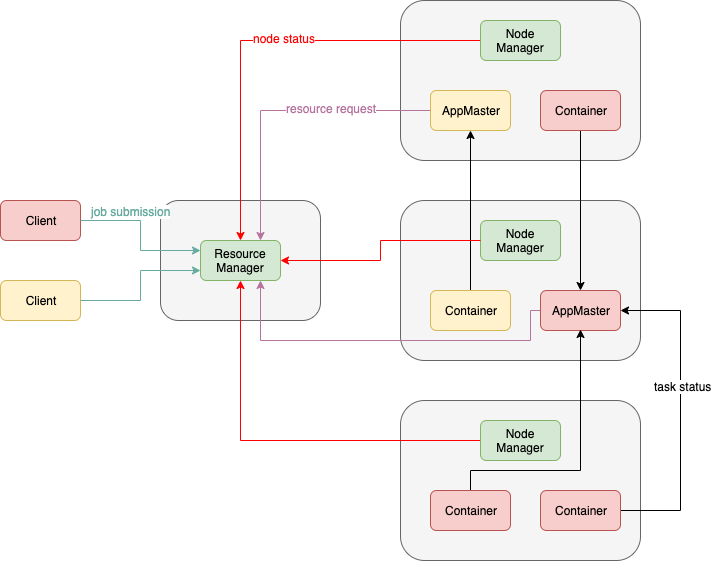 Node
Manager
node status
resource request
AppMaster
Container
Client
job submission
Resource
Manager
Node
Manager
Client
Container
AppMaster
task status
Node
Manager
Container
Container